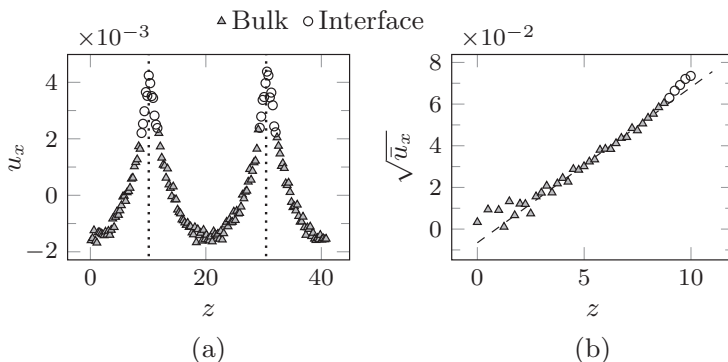 Bulk Interface
×10⁻³
4
2
0
−2
u_x
0 20 40
z
(a)
×10⁻²
8
6
4
2
0
√ū_x
0 5 10
z
(b)